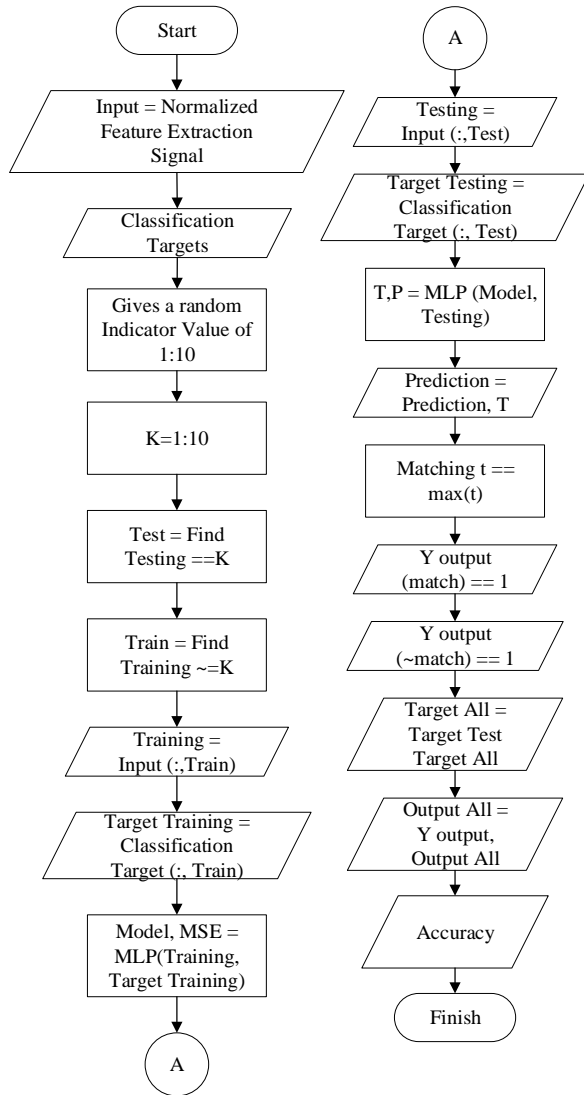 Start
Input = Normalized
Feature Extraction
Signal
Classification
Targets
Gives a random
Indicator Value of
1:10
K=1:10
Test = Find
Testing ==K
Train = Find
Training ~=K
Training =
Input (:,Train)
Target Training =
Classification
Target (:, Train)
Model, MSE =
MLP(Training,
Target Training)
A
A
Testing =
Input (:,Test)
Target Testing =
Classification
Target (:, Test)
T,P = MLP (Model,
Testing)
Prediction =
Prediction, T
Matching t ==
max(t)
Y output
(match) == 1
Y output
(~match) == 1
Target All =
Target Test
Target All
Output All =
Y output,
Output All
Accuracy
Finish